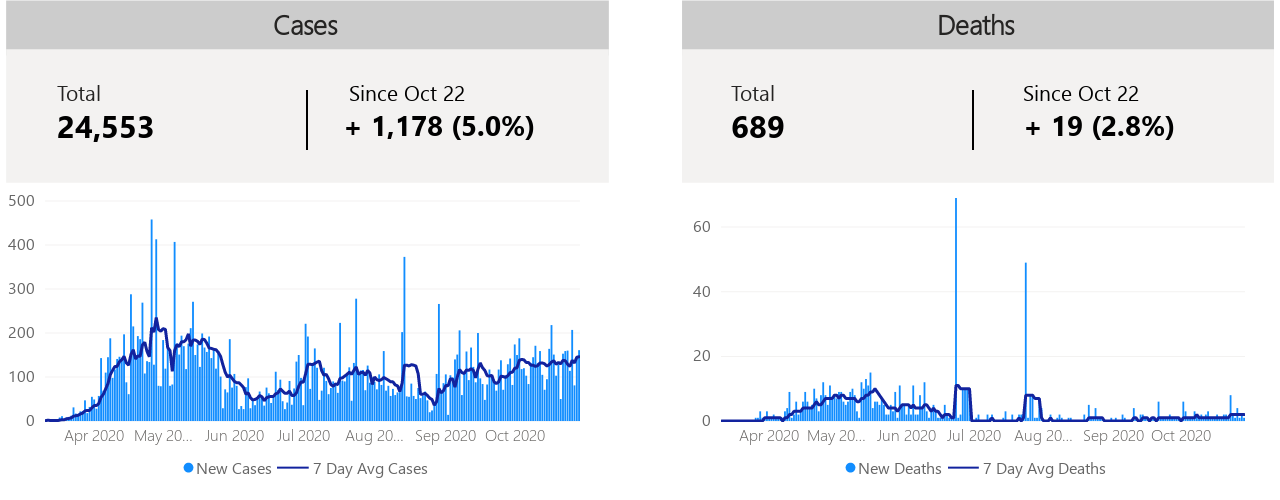 Cases
Total
Since Oct 22
24,553
+ 1,178 (5.0%)
500
400
300
200
100
0
Apr 2020 May 20... Jun 2020 Jul 2020 Aug 20... Sep 2020 Oct 2020
New Cases 7 Day Avg Cases
Deaths
Total
Since Oct 22
689
+ 19 (2.8%)
60
40
20
0
Apr 2020 May 20... Jun 2020 Jul 2020 Aug 20... Sep 2020 Oct 2020
New Deaths 7 Day Avg Deaths